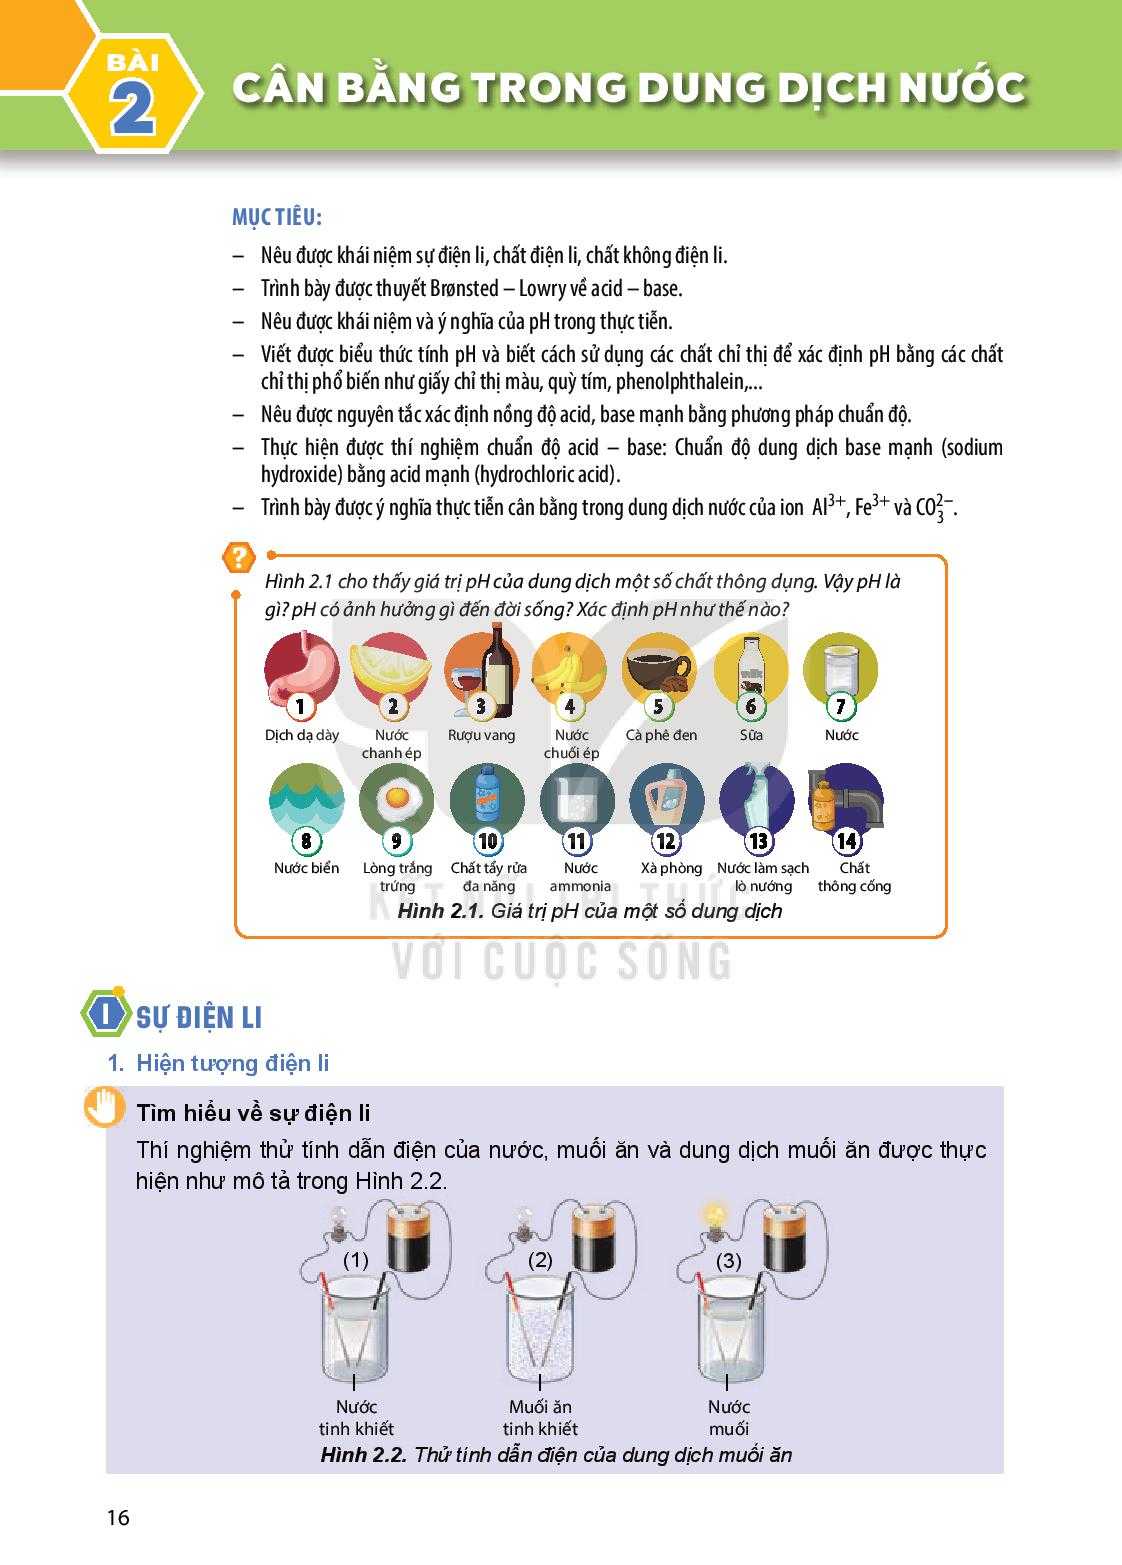 BÀI
2
CÂN BẰNG TRONG DUNG DỊCH NƯỚC
MỤC TIÊU:
– Nêu được khái niệm sự điện li, chất điện li, chất không điện li.
– Trình bày được thuyết Brønsted – Lowry về acid – base.
– Nêu được khái niệm và ý nghĩa của pH trong thực tiễn.
– Viết được biểu thức tính pH và biết cách sử dụng các chất chỉ thị để xác định pH bằng các chất
chỉ thị phổ biến như giấy chỉ thị màu, quỳ tím, phenolphthalein,...
– Nêu được nguyên tắc xác định nồng độ acid, base mạnh bằng phương pháp chuẩn độ.
– Thực hiện được thí nghiệm chuẩn độ acid – base: Chuẩn độ dung dịch base mạnh (sodium
hydroxide) bằng acid mạnh (hydrochloric acid).
– Trình bày được ý nghĩa thực tiễn cân bằng trong dung dịch nước của ion Al³⁺, Fe³⁺ và CO₃²⁻.
?
Hình 2.1 cho thấy giá trị pH của dung dịch một số chất thông dụng. Vậy pH là
gì? pH có ảnh hưởng gì đến đời sống? Xác định pH như thế nào?
milk
1 2 3 4 5 6 7
Dịch dạ dày Nước Rượu vang Nước Cà phê đen Sữa Nước
chanh ép chuối ép
8 9 10 11 12 13 14
Nước biển Lòng trắng Chất tẩy rửa Nước Xà phòng Nước làm sạch Chất
trứng đa năng ammonia lò nướng thông cống
KẾT NỐI TRI THỨC
Hình 2.1. Giá trị pH của một số dung dịch
VỚI CUỘC SỐNG
I SỰ ĐIỆN LI
1. Hiện tượng điện li
Tìm hiểu về sự điện li
Thí nghiệm thử tính dẫn điện của nước, muối ăn và dung dịch muối ăn được thực
hiện như mô tả trong Hình 2.2.
(1) (2) (3)
Nước Muối ăn Nước
tinh khiết tinh khiết muối
Hình 2.2. Thử tính dẫn điện của dung dịch muối ăn
16